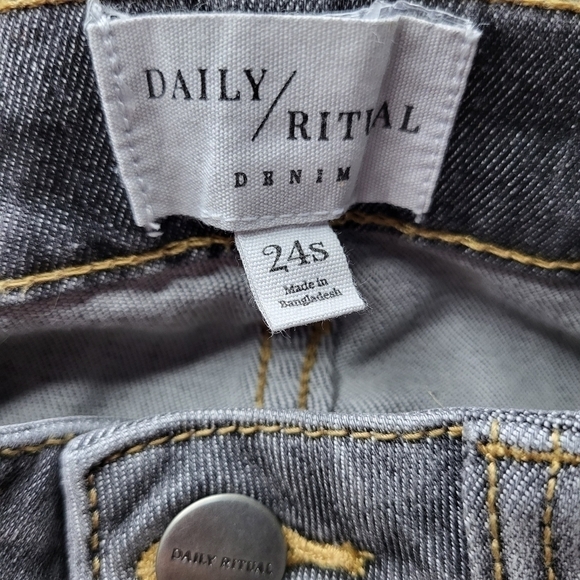 DAILY/
RITUAL
DENIM
24s
Made in
Bangladesh
DAILY RITUAL